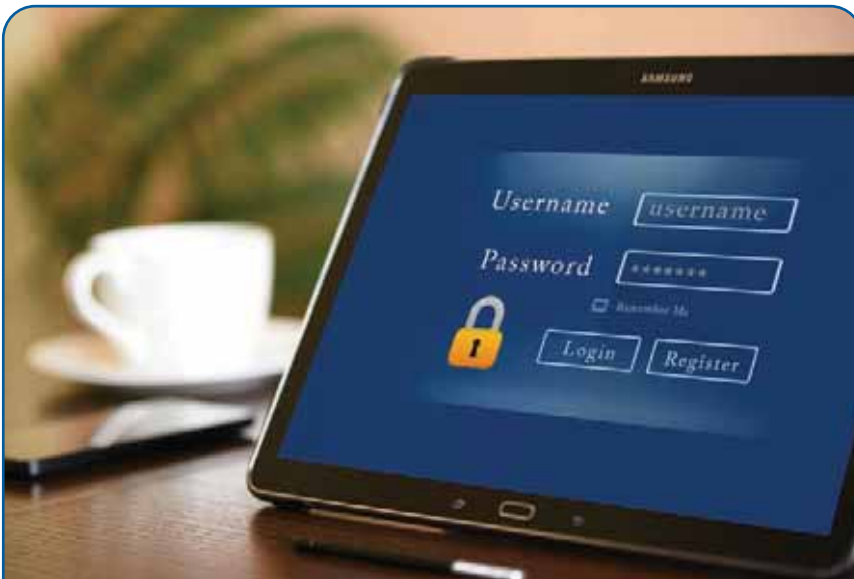 SAMSUNG
Username username
Password *******
Remember Me
Login Register